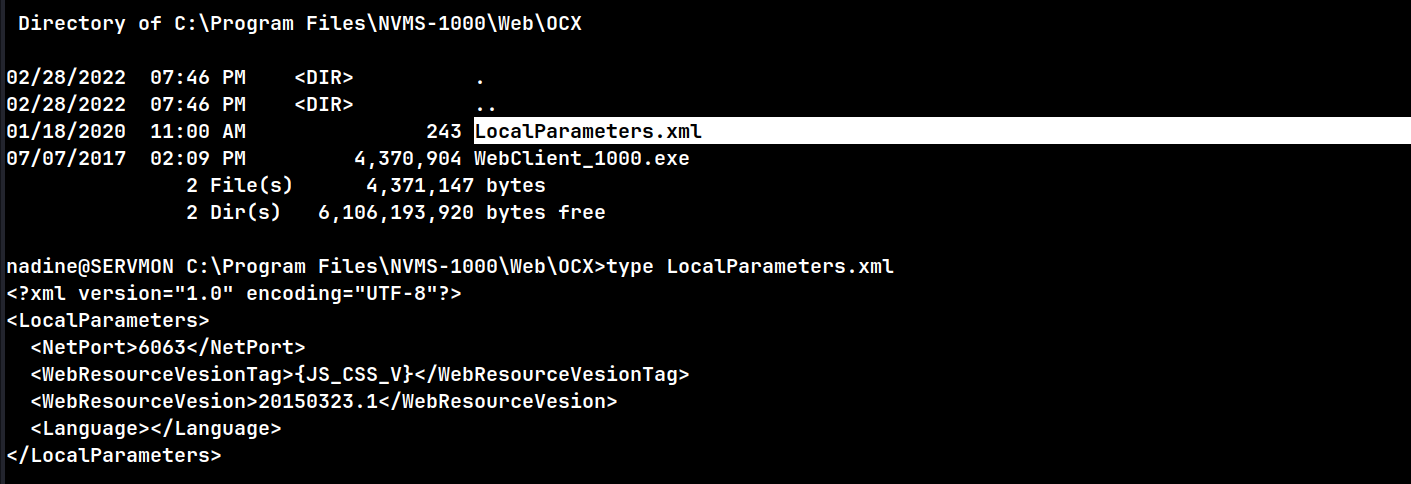 Directory of C:\Program Files\NVMS-1000\Web\OCX
02/28/2022  07:46 PM    <DIR>          .
02/28/2022  07:46 PM    <DIR>          ..
01/18/2020  11:00 AM               243 LocalParameters.xml
07/07/2017  02:09 PM         4,370,904 WebClient_1000.exe
               2 File(s)      4,371,147 bytes
               2 Dir(s)   6,106,193,920 bytes free
nadine@SERVMON C:\Program Files\NVMS-1000\Web\OCX>type LocalParameters.xml
<?xml version="1.0" encoding="UTF-8"?>
<LocalParameters>
  <NetPort>6063</NetPort>
  <WebResourceVesionTag>{JS_CSS_V}</WebResourceVesionTag>
  <WebResourceVesion>20150323.1</WebResourceVesion>
  <Language></Language>
</LocalParameters>